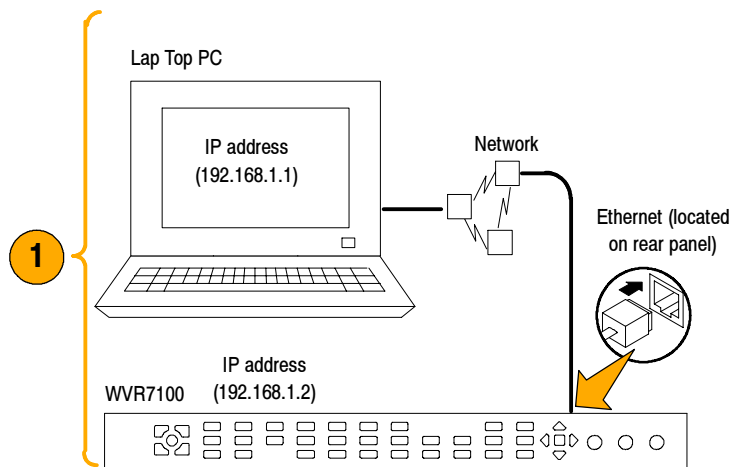 Lap Top PC
IP address
(192.168.1.1)
Network
Ethernet (located
on rear panel)
1
IP address
(192.168.1.2)
WVR7100